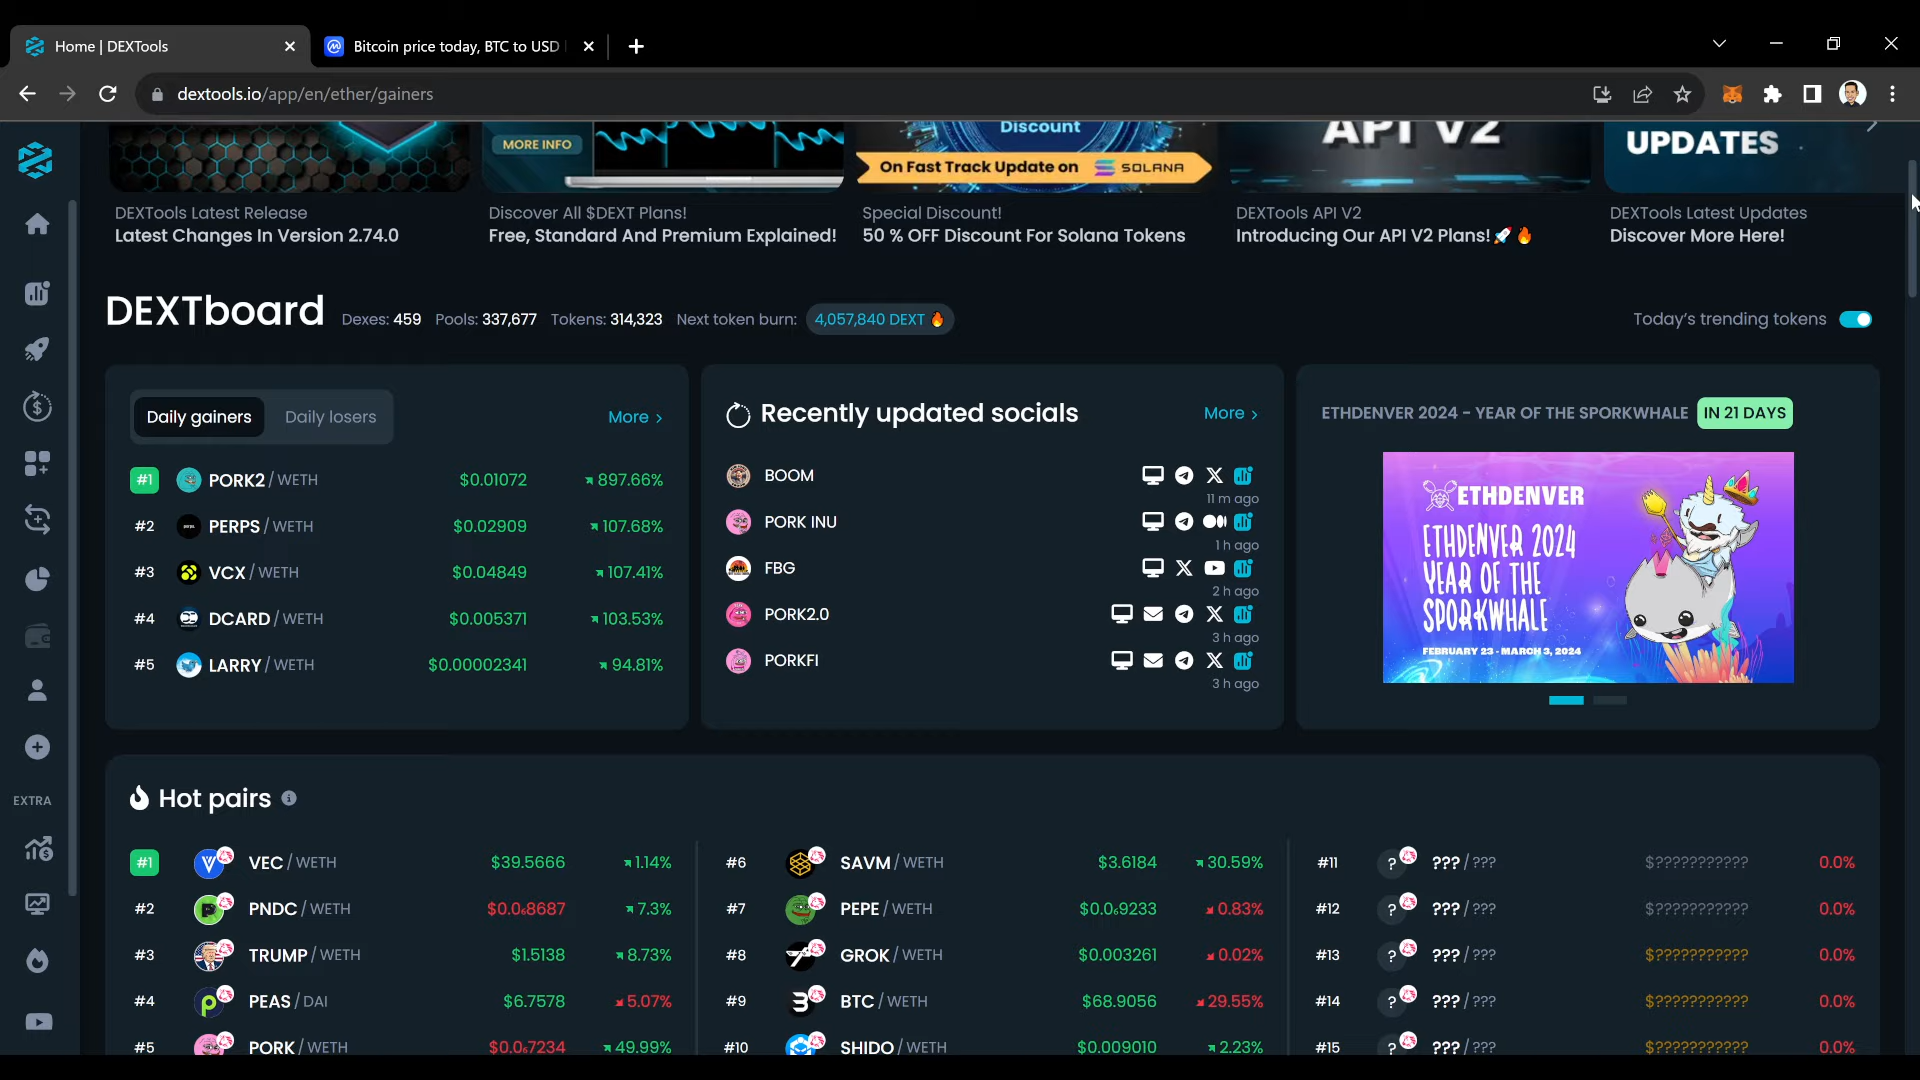 Home | DEXTools
Bitcoin price today, BTC to USD
dextools.io/app/en/ether/gainers
MORE INFO
Discount
On Fast Track Update on SOLANA
API V2
UPDATES
DEXTools Latest Release
Latest Changes In Version 2.74.0
Discover All $DEXT Plans!
Free, Standard And Premium Explained!
Special Discount!
50 % OFF Discount For Solana Tokens
DEXTools API V2
Introducing Our API V2 Plans!🚀🔥
DEXTools Latest Updates
Discover More Here!
DEXTboard
Dexes: 459 Pools: 337,677 Tokens: 314,323 Next token burn: 4,057,840 DEXT 🔥
Today's trending tokens
Daily gainers Daily losers More >
#1 PORK2 / WETH $0.01072 897.66%
#2 PERPS / WETH $0.02909 107.68%
#3 VCX / WETH $0.04849 107.41%
#4 DCARD / WETH $0.005371 103.53%
#5 LARRY / WETH $0.00002341 94.81%
Recently updated socials More >
BOOM
11 m ago
PORK INU
1 h ago
FBG
2 h ago
PORK2.0
3 h ago
PORKFI
3 h ago
ETHDENVER 2024 - YEAR OF THE SPORKWHALE IN 21 DAYS
ETHDENVER
ETHDENVER 2024
YEAR OF THE
SPORKWHALE
FEBRUARY 23 - MARCH 3, 2024
EXTRA
Hot pairs
#1 VEC / WETH $39.5666 1.14%
#2 PNDC / WETH $0.0₆8687 7.3%
#3 TRUMP / WETH $1.5138 8.73%
#4 PEAS / DAI $6.7578 5.07%
#5 PORK / WETH $0.0₆7234 49.99%
#6 SAVM / WETH $3.6184 30.59%
#7 PEPE / WETH $0.0₆9233 0.83%
#8 GROK / WETH $0.003261 0.02%
#9 BTC / WETH $68.9056 29.55%
#10 SHIDO / WETH $0.009010 2.23%
#11 ? ??? / ??? $??????????? 0.0%
#12 ? ??? / ??? $??????????? 0.0%
#13 ? ??? / ??? $??????????? 0.0%
#14 ? ??? / ??? $??????????? 0.0%
#15 ? ??? / ??? $??????????? 0.0%